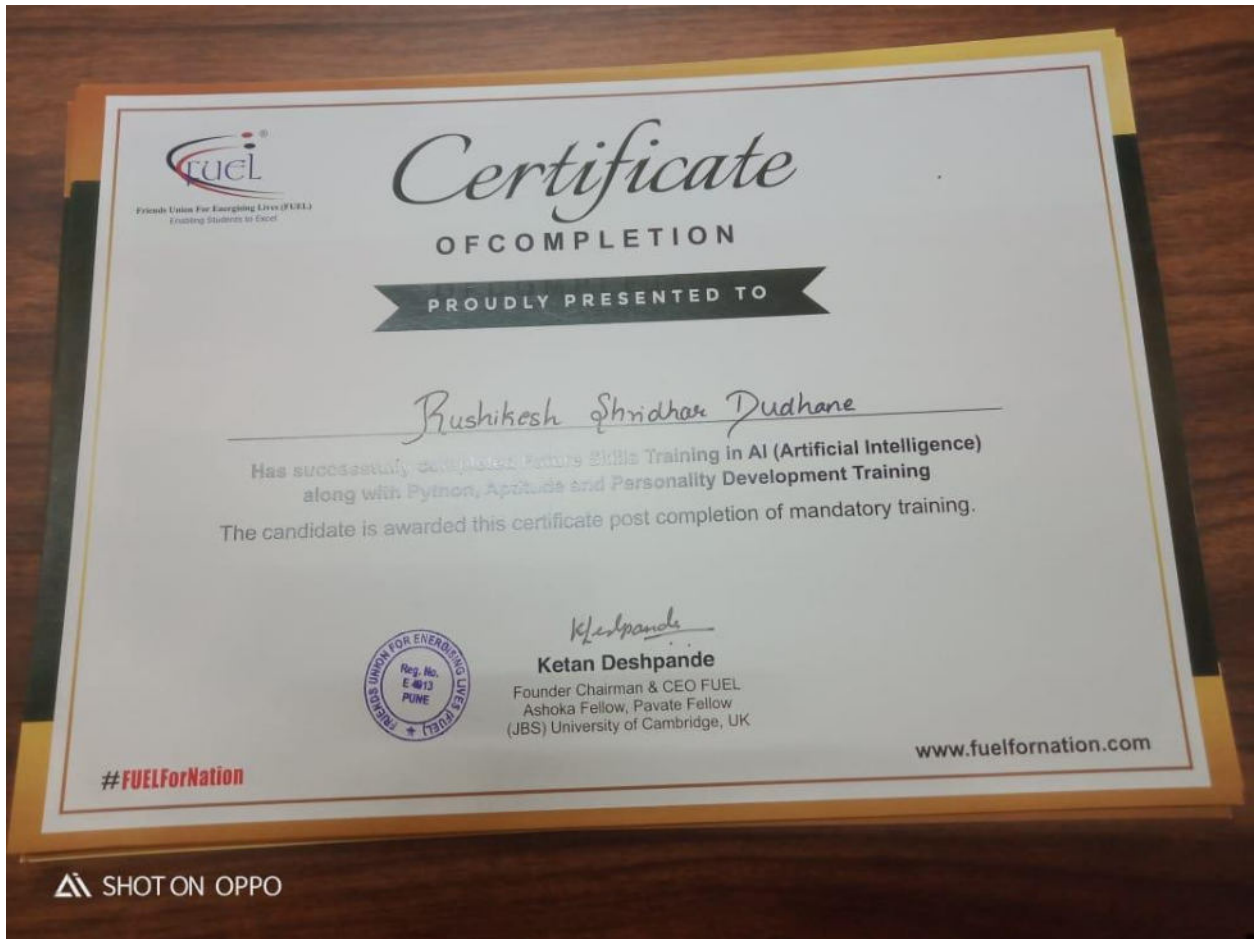 FUEL
®
Friends Union For Energising Lives (FUEL)
Enabling Students to Excel
Certificate
OFCOMPLETION
PROUDLY PRESENTED TO
Rushikesh Shridhar Dudhane
Has successfuly completed Future Skills Training in AI (Artificial Intelligence)
along with Python, Aptitude and Personality Development Training
The candidate is awarded this certificate post completion of mandatory training.
FRIENDS UNION FOR ENERGISING LIVES (FUEL)
Reg. No.
E 4913
PUNE
KDeshpande
Ketan Deshpande
Founder Chairman & CEO FUEL
Ashoka Fellow, Pavate Fellow
(JBS) University of Cambridge, UK
#FUELForNation
www.fuelfornation.com
SHOT ON OPPO